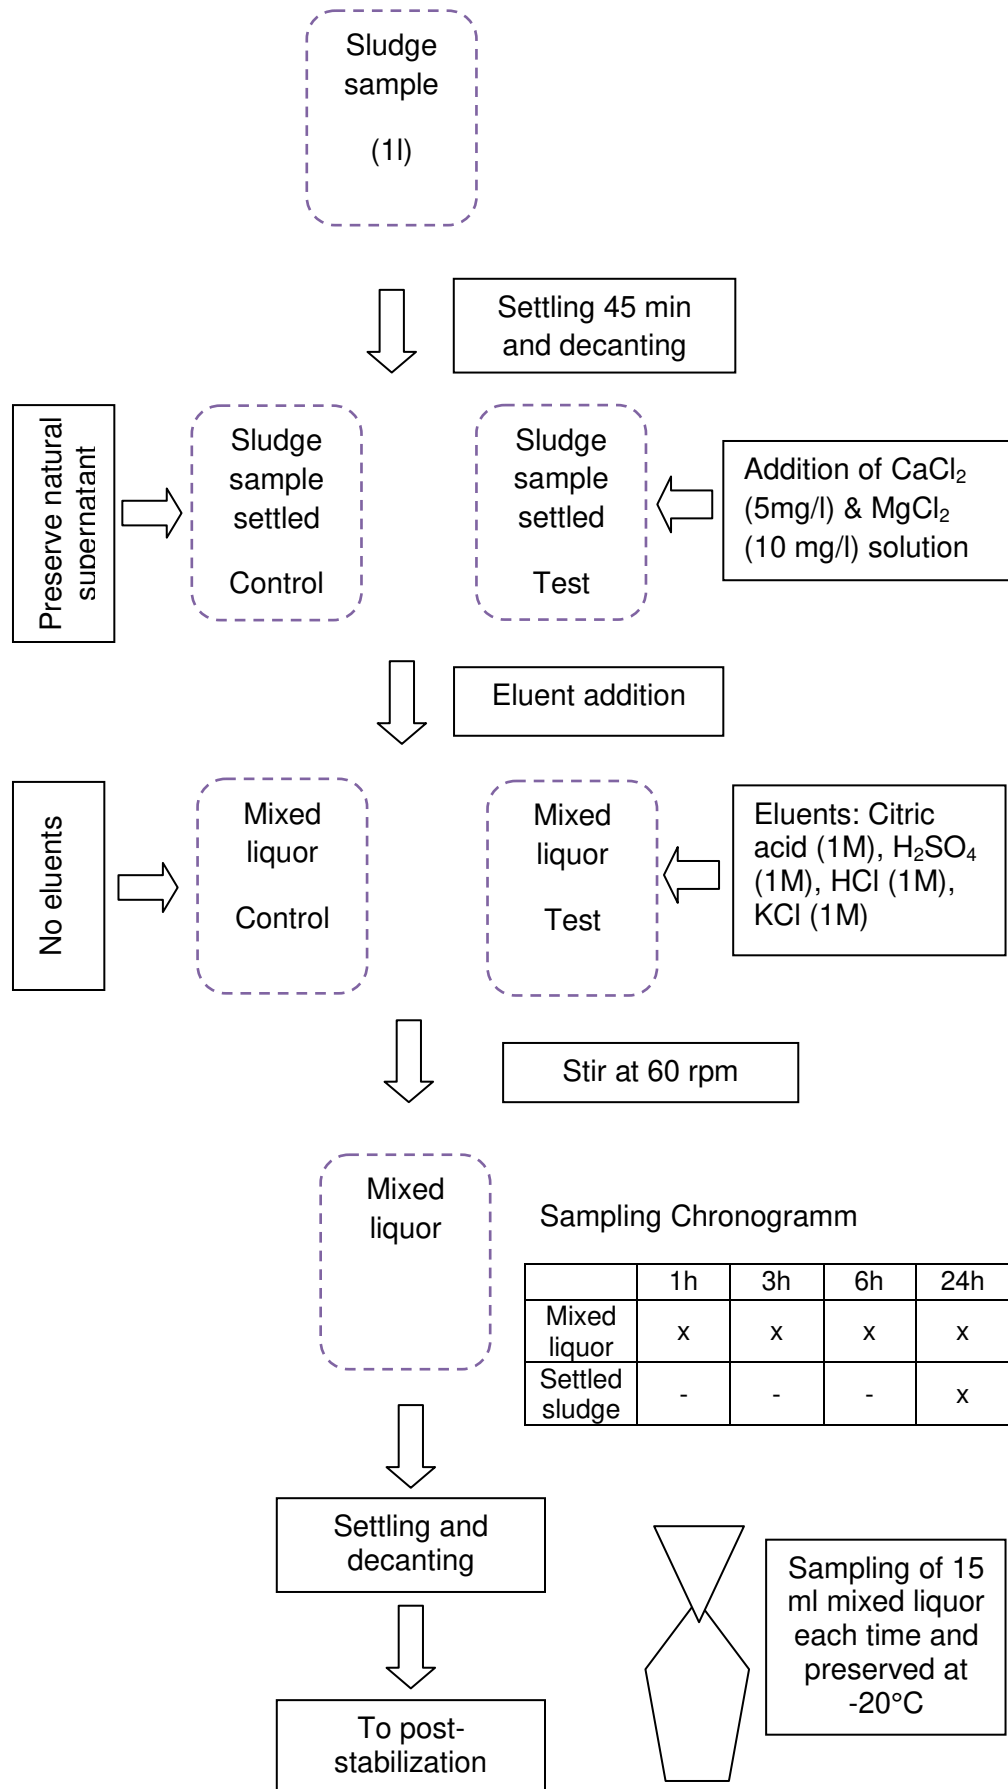 Sludge
sample
(1l)
Settling 45 min
and decanting
Preserve natural
supernatant
Sludge
sample
settled
Control
Sludge
sample
settled
Test
Addition of CaCl₂
(5mg/l) & MgCl₂
(10 mg/l) solution
Eluent addition
No eluents
Mixed
liquor
Control
Mixed
liquor
Test
Eluents: Citric
acid (1M), H₂SO₄
(1M), HCl (1M),
KCl (1M)
Stir at 60 rpm
Mixed
liquor
Sampling Chronogramm
1h 3h 6h 24h
Mixed
liquor x x x x
Settled
sludge - - - x
Settling and
decanting
Sampling of 15
ml mixed liquor
each time and
preserved at
-20°C
To post-
stabilization